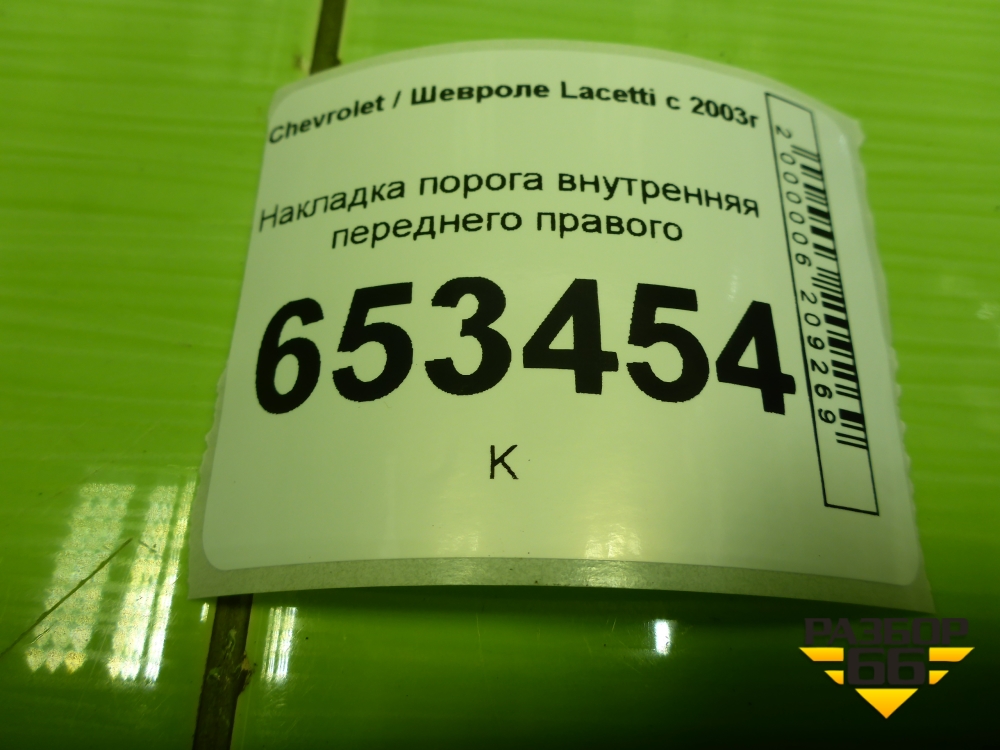 Chevrolet / Шевроле Lacetti с 2003г
Накладка порога внутренняя
переднего правого
653454
К
2000006209269
РАЗБОР
66